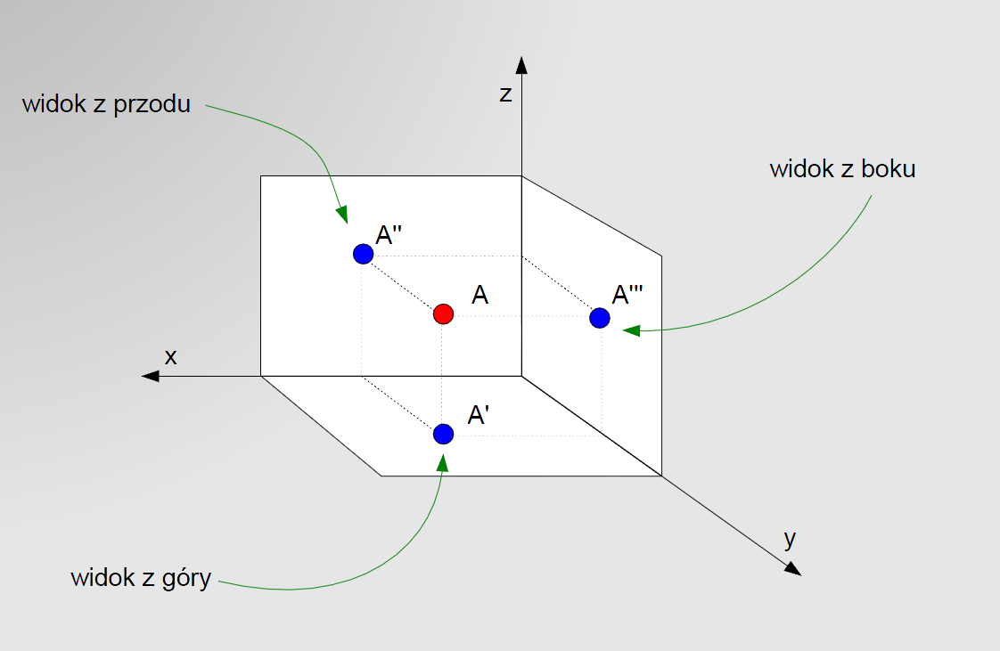 z
widok z przodu
widok z boku
A''
A
A'''
x
A'
y
widok z góry